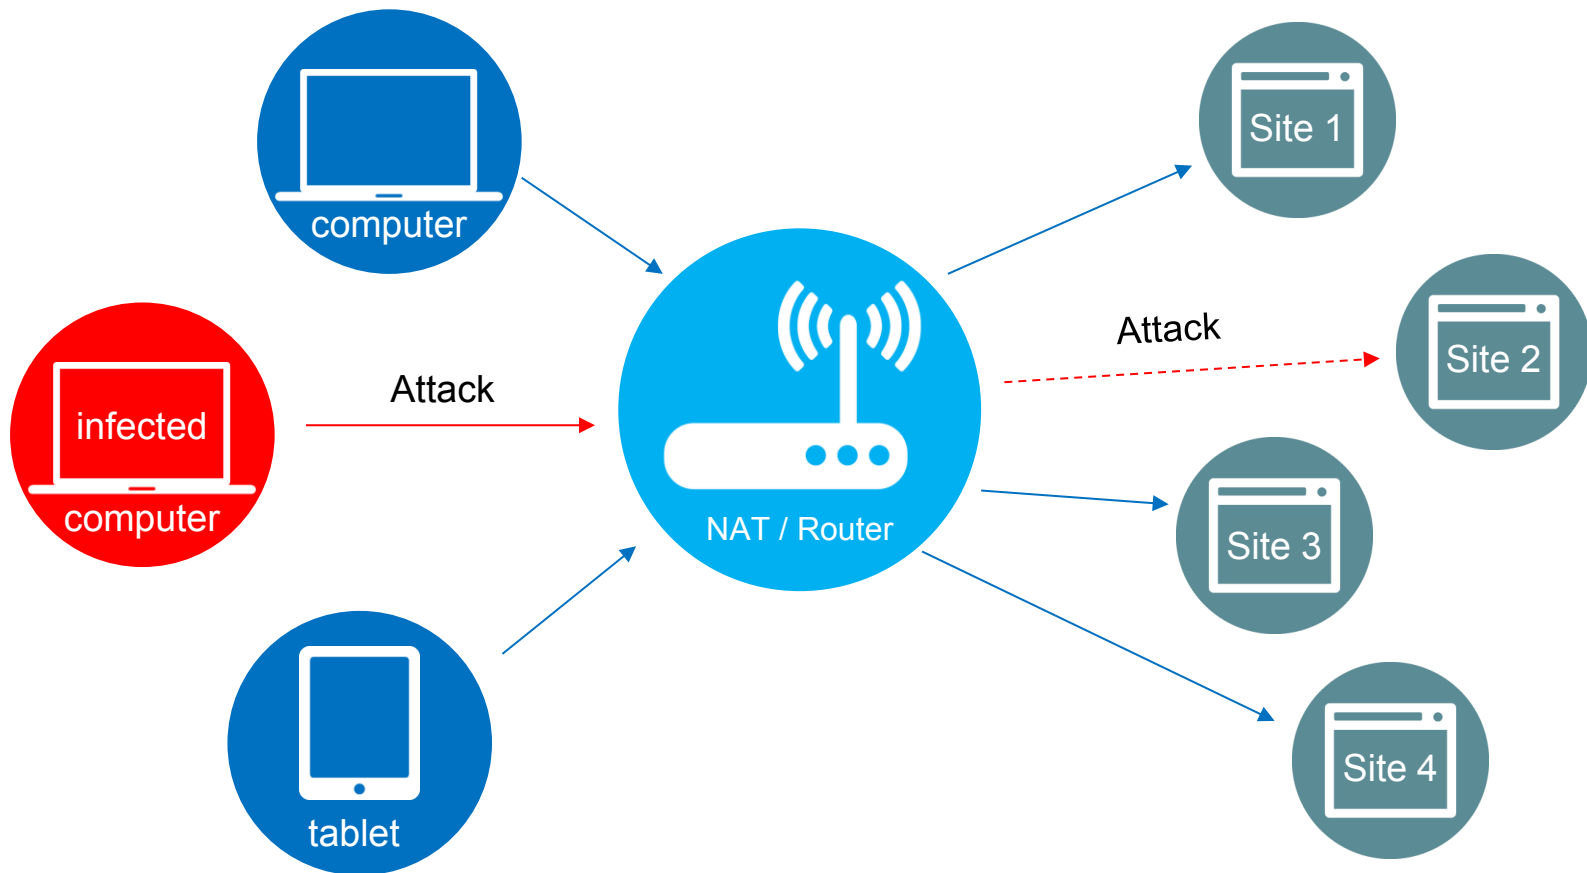 computer
infected
computer
tablet
Attack
NAT / Router
Attack
Site 1
Site 2
Site 3
Site 4